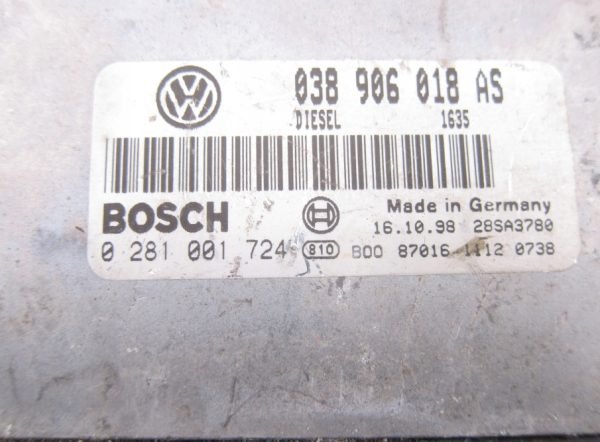 VW 038 906 018 AS
DIESEL 1635
BOSCH Made in Germany
16.10.98 28SA3780
0 281 001 724 810 B00 87016 1112 0738